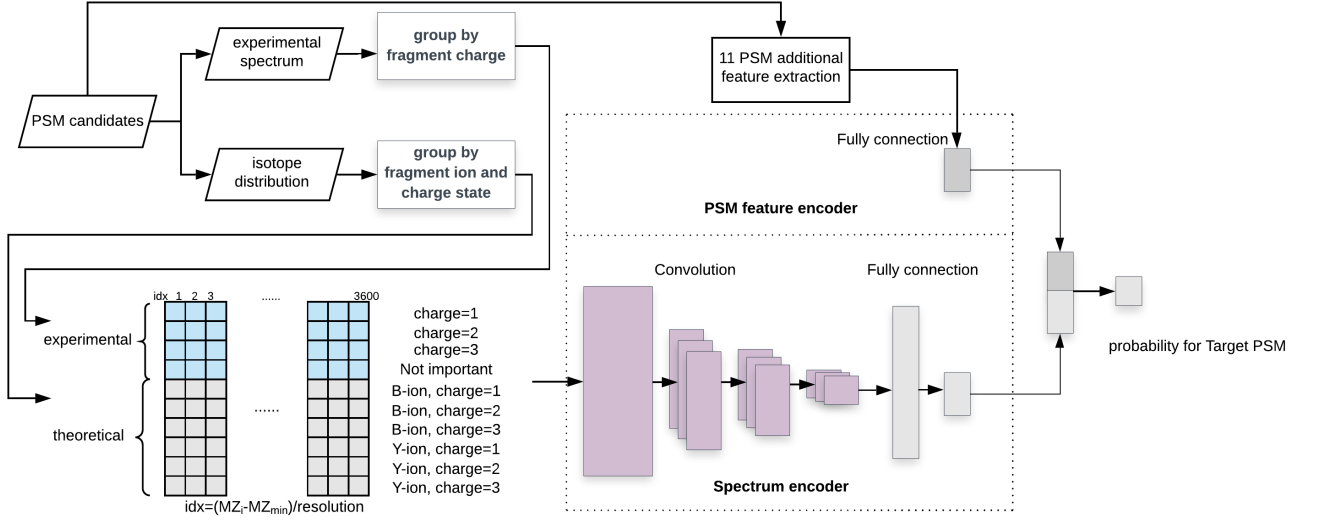 PSM candidates
experimental
spectrum
group by
fragment charge
isotope
distribution
group by
fragment ion and
charge state
11 PSM additional
feature extraction
Fully connection
PSM feature encoder
idx 1 2 3 ...... 3600
experimental
theoretical
......
charge=1
charge=2
charge=3
Not important
B-ion, charge=1
B-ion, charge=2
B-ion, charge=3
Y-ion, charge=1
Y-ion, charge=2
Y-ion, charge=3
idx=(MZi-MZmin)/resolution
Convolution
Fully connection
Spectrum encoder
probability for Target PSM